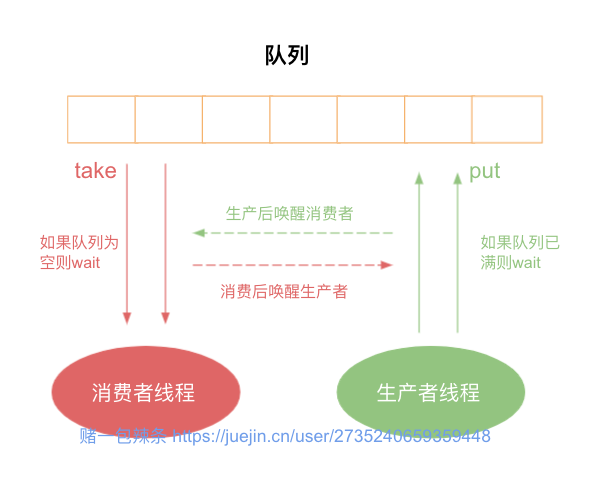 队列
take
put
生产后唤醒消费者
如果队列为
空则wait
如果队列已
满则wait
消费后唤醒生产者
消费者线程
生产者线程
赌一包辣条 https://juejin.cn/user/2735240659359448